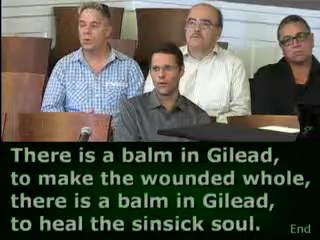 There is a balm in Gilead,
to make the wounded whole,
there is a balm in Gilead,
to heal the sinsick soul.
End